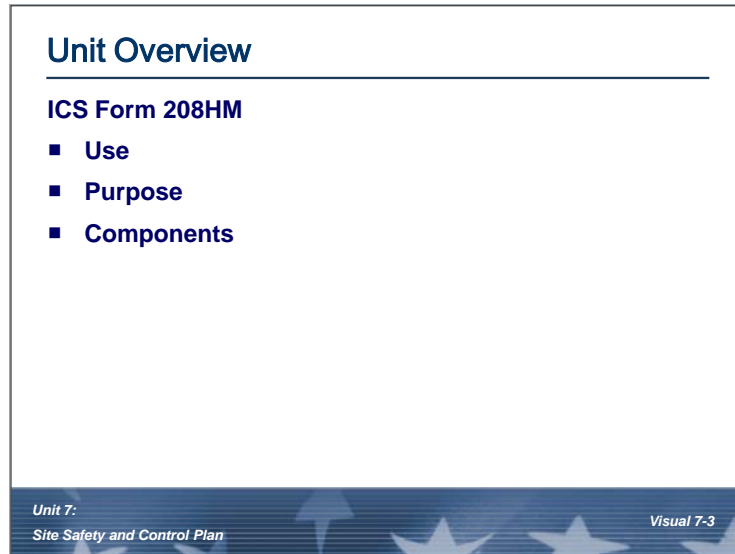 Unit Overview
ICS Form 208HM
■ Use
■ Purpose
■ Components
Unit 7:
Site Safety and Control Plan
Visual 7-3